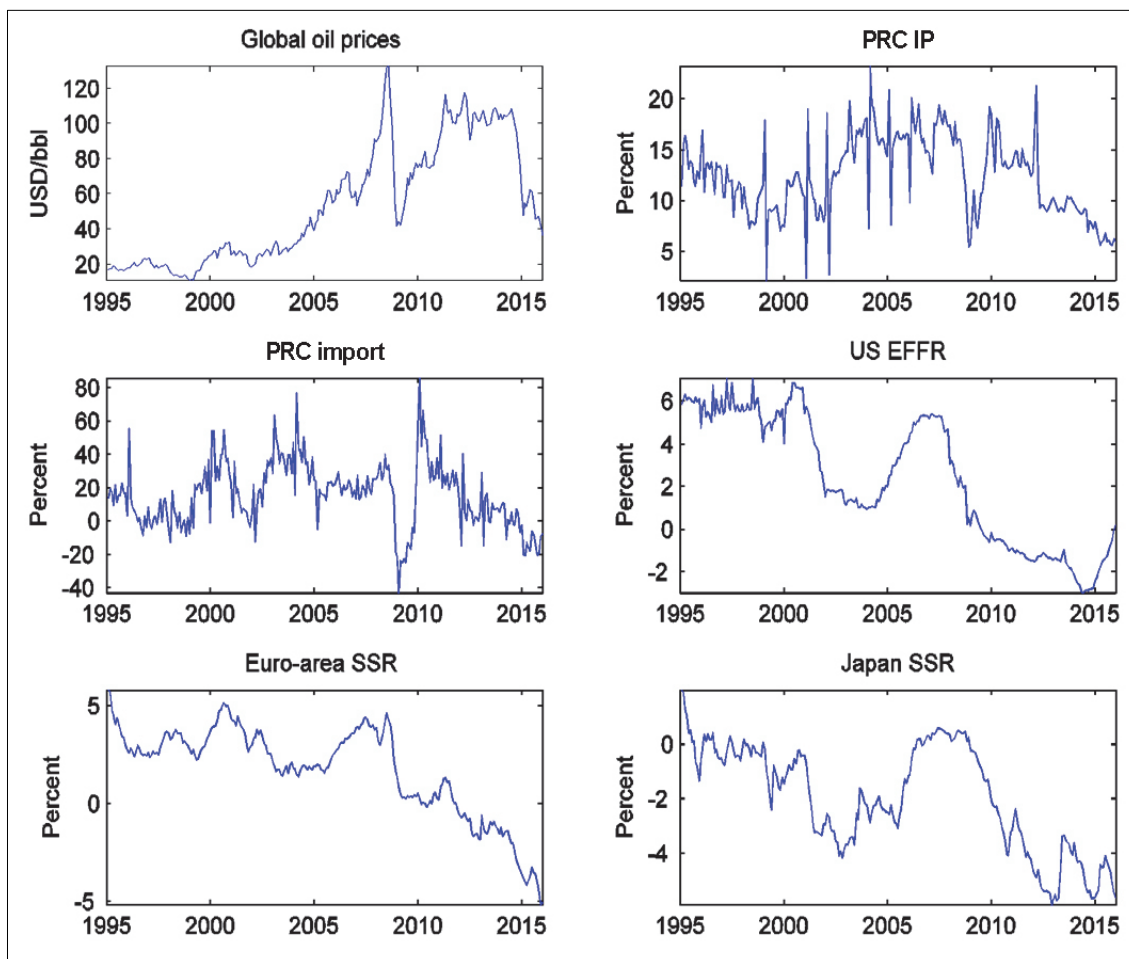 Global oil prices
USD/bbl
120
100
80
60
40
20
1995 2000 2005 2010 2015
PRC IP
Percent
20
15
10
5
1995 2000 2005 2010 2015
PRC import
Percent
80
60
40
20
0
-20
-40
1995 2000 2005 2010 2015
US EFFR
Percent
6
4
2
0
-2
1995 2000 2005 2010 2015
Euro-area SSR
Percent
5
0
-5
1995 2000 2005 2010 2015
Japan SSR
Percent
0
-2
-4
1995 2000 2005 2010 2015